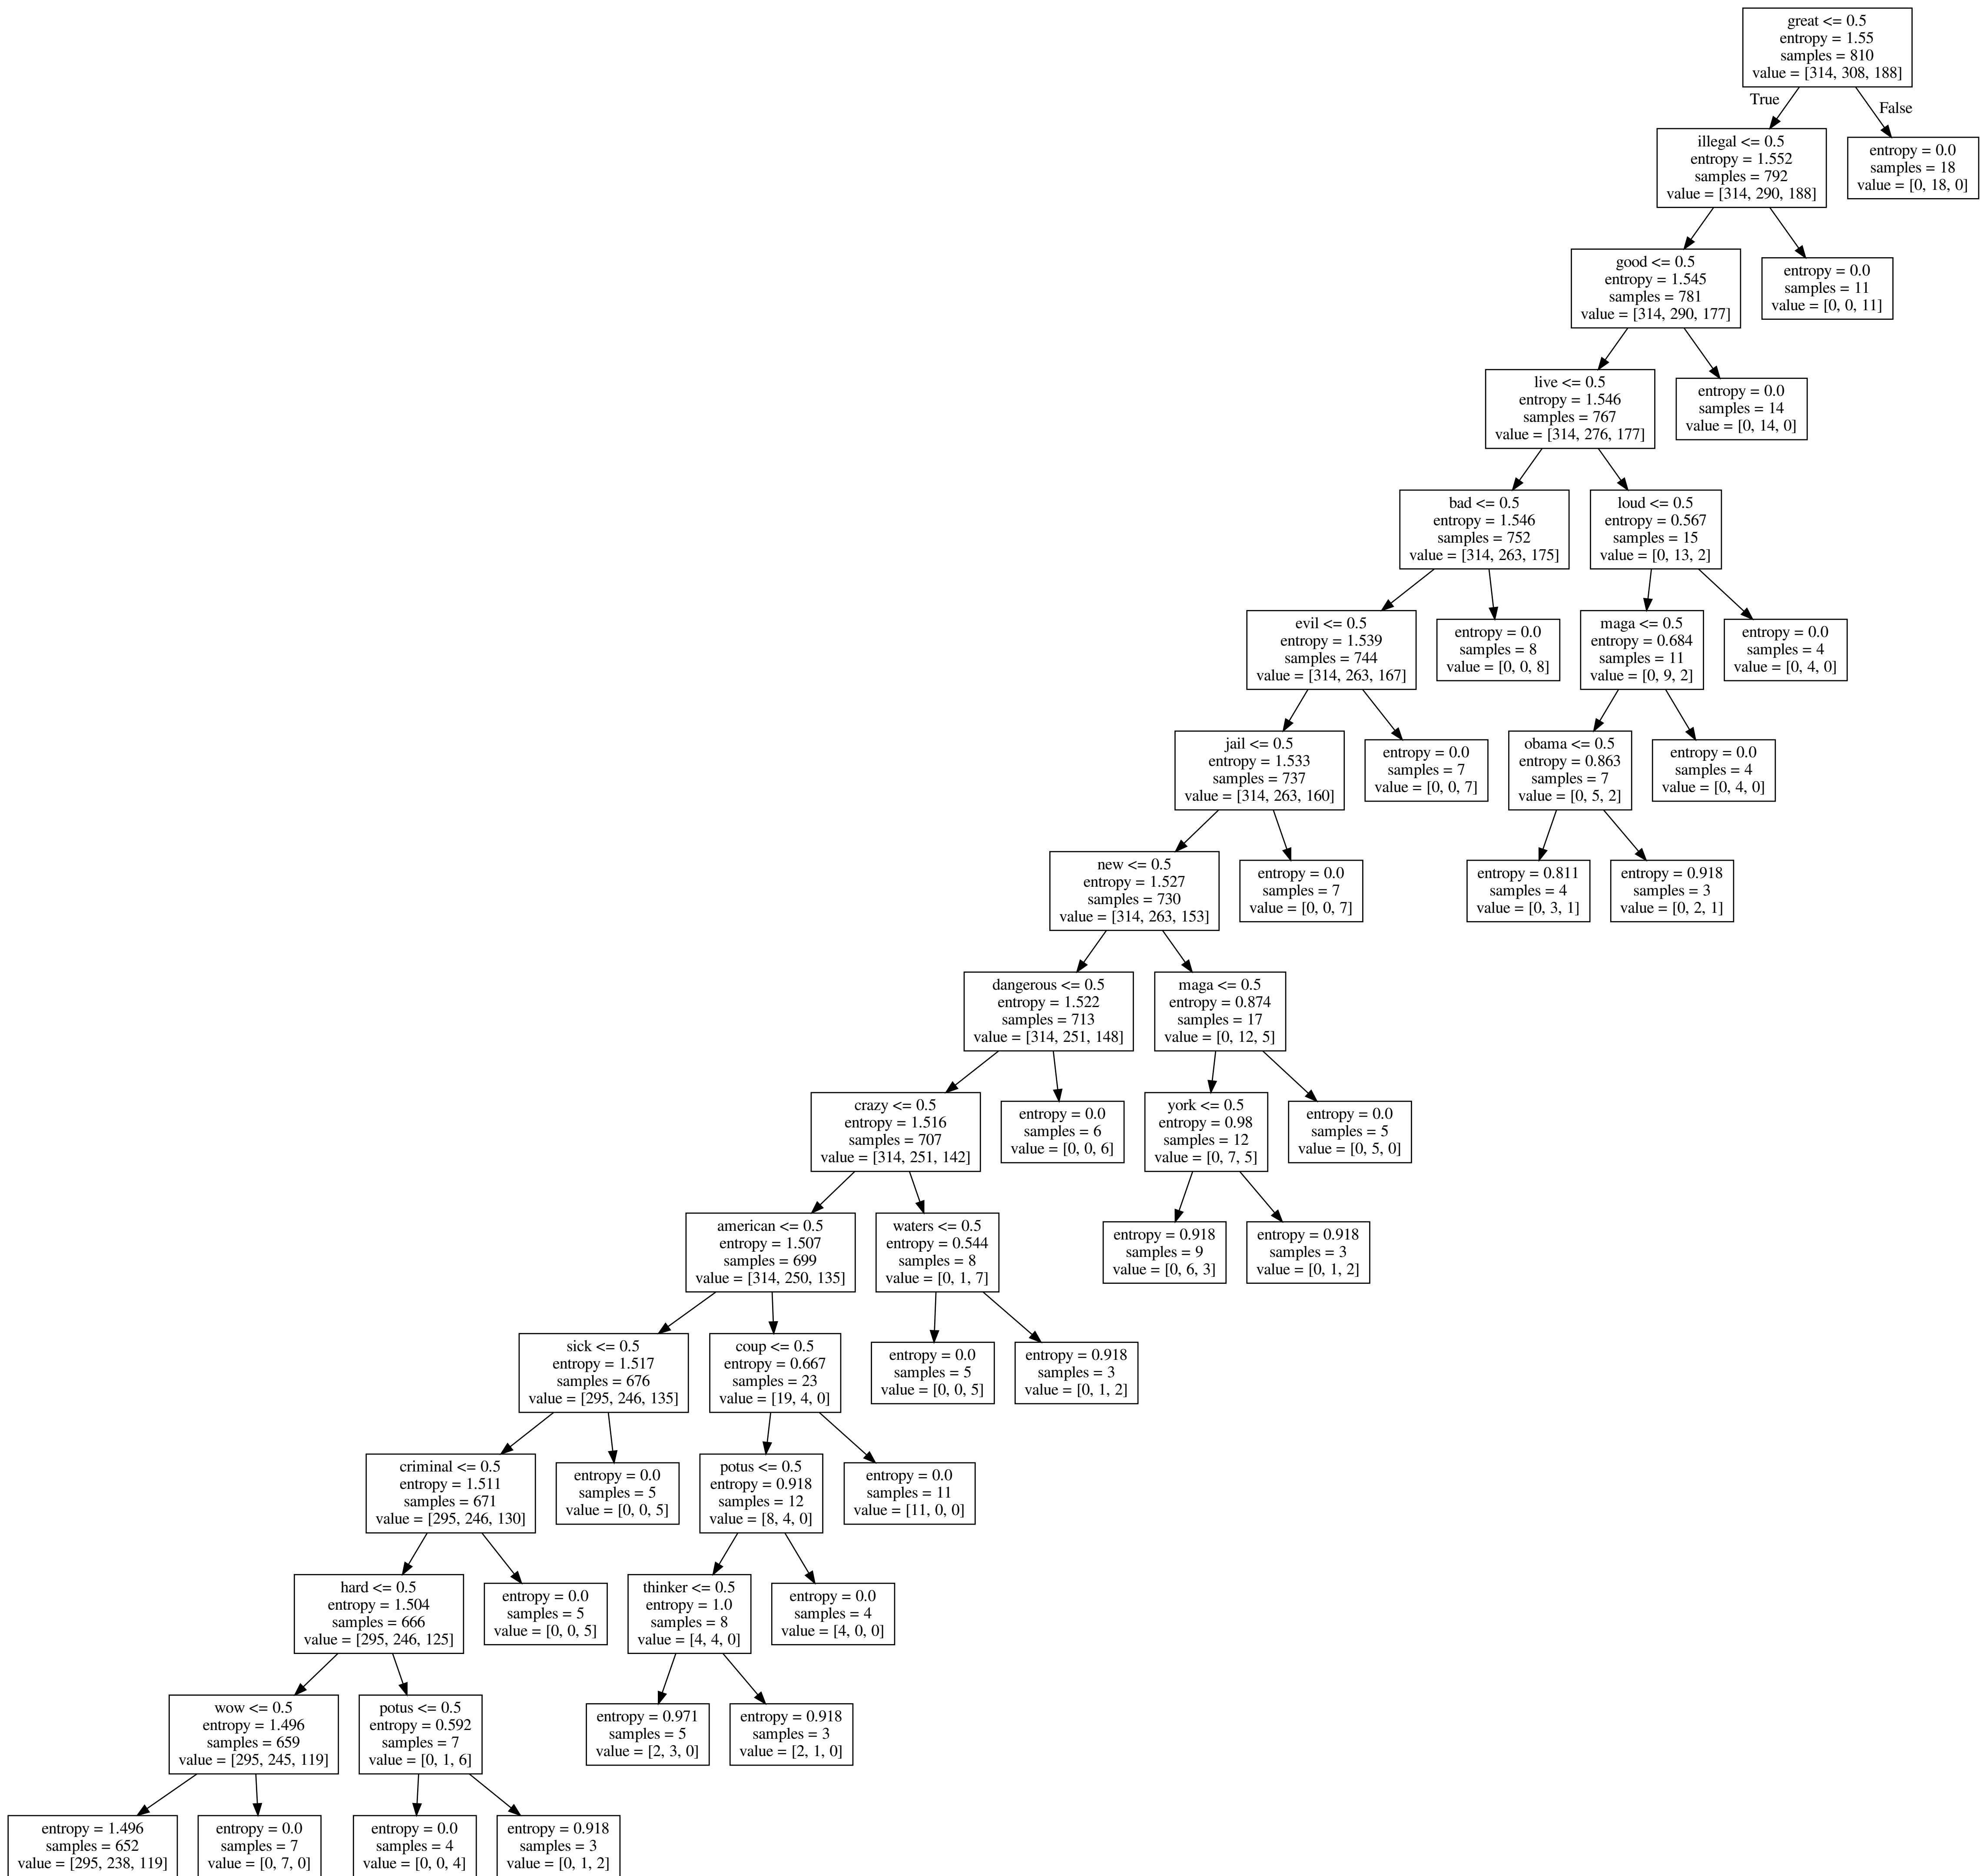 great <= 0.5
entropy = 1.55
samples = 810
value = [314, 308, 188]
True
False
illegal <= 0.5
entropy = 1.552
samples = 792
value = [314, 290, 188]
entropy = 0.0
samples = 18
value = [0, 18, 0]
good <= 0.5
entropy = 1.545
samples = 781
value = [314, 290, 177]
entropy = 0.0
samples = 11
value = [0, 0, 11]
live <= 0.5
entropy = 1.546
samples = 767
value = [314, 276, 177]
entropy = 0.0
samples = 14
value = [0, 14, 0]
bad <= 0.5
entropy = 1.546
samples = 752
value = [314, 263, 175]
loud <= 0.5
entropy = 0.567
samples = 15
value = [0, 13, 2]
evil <= 0.5
entropy = 1.539
samples = 744
value = [314, 263, 167]
entropy = 0.0
samples = 8
value = [0, 0, 8]
maga <= 0.5
entropy = 0.684
samples = 11
value = [0, 9, 2]
entropy = 0.0
samples = 4
value = [0, 4, 0]
jail <= 0.5
entropy = 1.533
samples = 737
value = [314, 263, 160]
entropy = 0.0
samples = 7
value = [0, 0, 7]
obama <= 0.5
entropy = 0.863
samples = 7
value = [0, 5, 2]
entropy = 0.0
samples = 4
value = [0, 4, 0]
new <= 0.5
entropy = 1.527
samples = 730
value = [314, 263, 153]
entropy = 0.0
samples = 7
value = [0, 0, 7]
entropy = 0.811
samples = 4
value = [0, 3, 1]
entropy = 0.918
samples = 3
value = [0, 2, 1]
dangerous <= 0.5
entropy = 1.522
samples = 713
value = [314, 251, 148]
maga <= 0.5
entropy = 0.874
samples = 17
value = [0, 12, 5]
crazy <= 0.5
entropy = 1.516
samples = 707
value = [314, 251, 142]
entropy = 0.0
samples = 6
value = [0, 0, 6]
york <= 0.5
entropy = 0.98
samples = 12
value = [0, 7, 5]
entropy = 0.0
samples = 5
value = [0, 5, 0]
american <= 0.5
entropy = 1.507
samples = 699
value = [314, 250, 135]
waters <= 0.5
entropy = 0.544
samples = 8
value = [0, 1, 7]
entropy = 0.918
samples = 9
value = [0, 6, 3]
entropy = 0.918
samples = 3
value = [0, 1, 2]
sick <= 0.5
entropy = 1.517
samples = 676
value = [295, 246, 135]
coup <= 0.5
entropy = 0.667
samples = 23
value = [19, 4, 0]
entropy = 0.0
samples = 5
value = [0, 0, 5]
entropy = 0.918
samples = 3
value = [0, 1, 2]
criminal <= 0.5
entropy = 1.511
samples = 671
value = [295, 246, 130]
entropy = 0.0
samples = 5
value = [0, 0, 5]
potus <= 0.5
entropy = 0.918
samples = 12
value = [8, 4, 0]
entropy = 0.0
samples = 11
value = [11, 0, 0]
hard <= 0.5
entropy = 1.504
samples = 666
value = [295, 246, 125]
entropy = 0.0
samples = 5
value = [0, 0, 5]
thinker <= 0.5
entropy = 1.0
samples = 8
value = [4, 4, 0]
entropy = 0.0
samples = 4
value = [4, 0, 0]
wow <= 0.5
entropy = 1.496
samples = 659
value = [295, 245, 119]
potus <= 0.5
entropy = 0.592
samples = 7
value = [0, 1, 6]
entropy = 0.971
samples = 5
value = [2, 3, 0]
entropy = 0.918
samples = 3
value = [2, 1, 0]
entropy = 1.496
samples = 652
value = [295, 238, 119]
entropy = 0.0
samples = 7
value = [0, 7, 0]
entropy = 0.0
samples = 4
value = [0, 0, 4]
entropy = 0.918
samples = 3
value = [0, 1, 2]